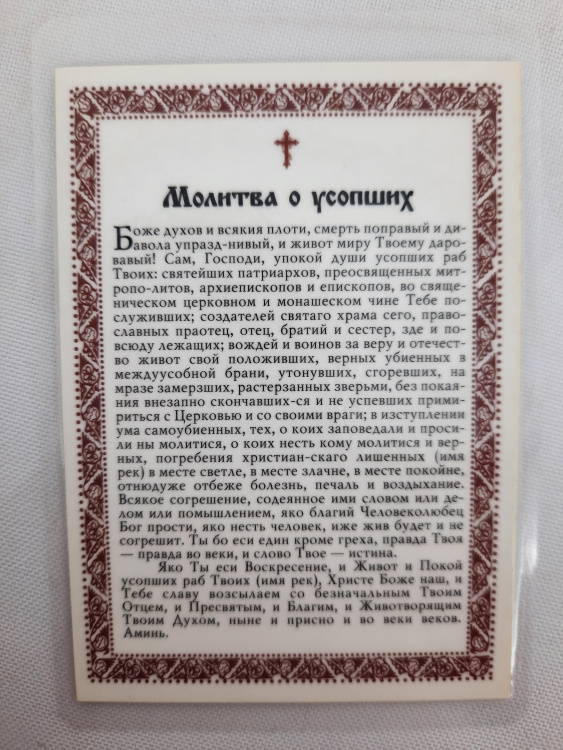 Молитва о усопших
Боже духов и всякия плоти, смерть поправый и ди-
авола упразд-нивый, и живот миру Твоему даро-
вавый! Сам, Господи, упокой души усопших раб
Твоих: святейших патриархов, преосвященных мит-
ропо-литов, архиепископов и епископов, во свяще-
ническом церковном и монашеском чине Тебе по-
служивших; создателей святаго храма сего, право-
славных праотец, отец, братий и сестер, зде и по-
всюду лежащих; вождей и воинов за веру и отечест-
во живот свой положивших, верных убиенных в
междуусобной брани, утонувших, сгоревших, на
мразе замерзших, растерзанных зверьми, без покая-
ния внезапно скончавших-ся и не успевших прими-
риться с Церковью и со своими враги; в изступлении
ума самоубиенных, тех, о коих заповедали и проси-
ли ны молитися, о коих несть кому молитися и вер-
ных, погребения христиан-скаго лишенных (имя
рек) в месте светле, в месте злачне, в месте покойне,
отнюдуже отбеже болезнь, печаль и воздыхание.
Всякое согрешение, содеянное ими словом или де-
лом или помышлением, яко благий Человеколюбец
Бог прости, яко несть человек, иже жив будет и не
согрешит. Ты бо еси един кроме греха, правда Твоя
— правда во веки, и слово Твое — истина.
Яко Ты еси Воскресение, и Живот и Покой
усопших раб Твоих (имя рек), Христе Боже наш, и
Тебе славу возсылаем со безначальным Твоим
Отцем, и Пресвятым, и Благим, и Животворящим
Твоим Духом, ныне и присно и во веки веков.
Аминь.